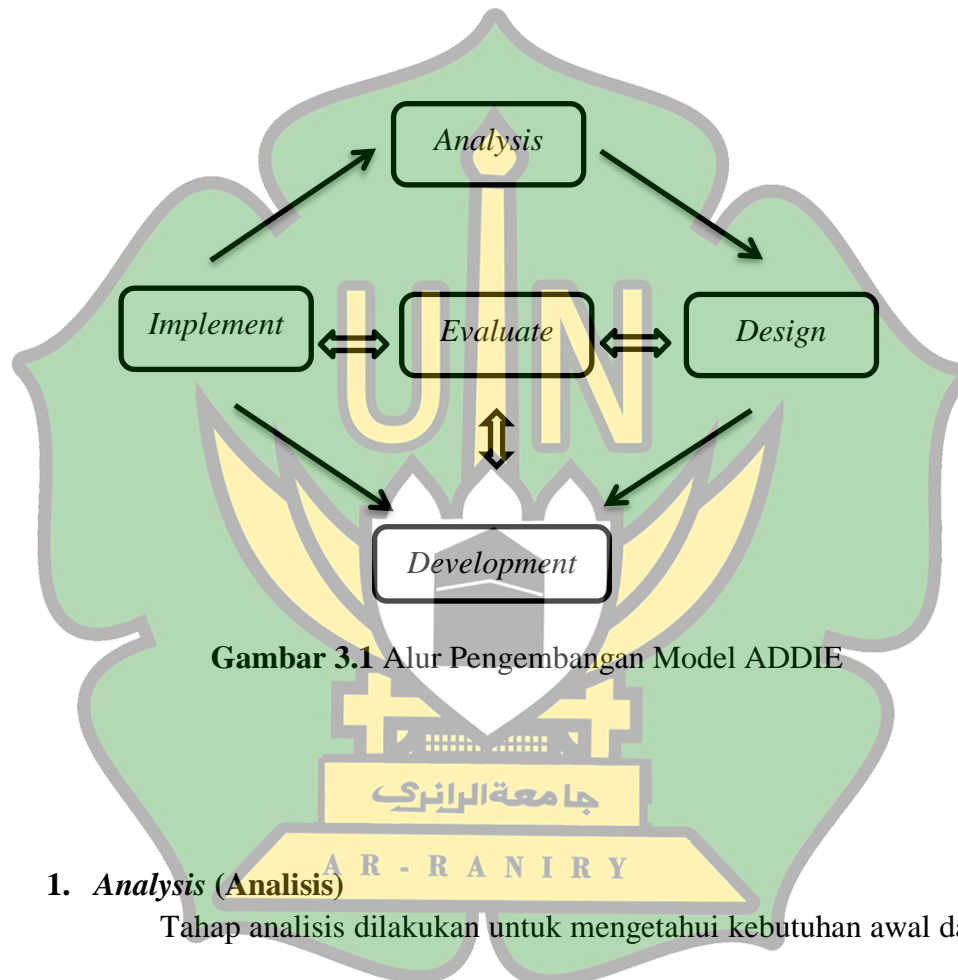 Analysis
Implement
Evaluate
Design
UIN
Development
Gambar 3.1 Alur Pengembangan Model ADDIE
جامعة الرانري
AR-RANIRY
1. Analysis (Analisis)
Tahap analisis dilakukan untuk mengetahui kebutuhan awal da